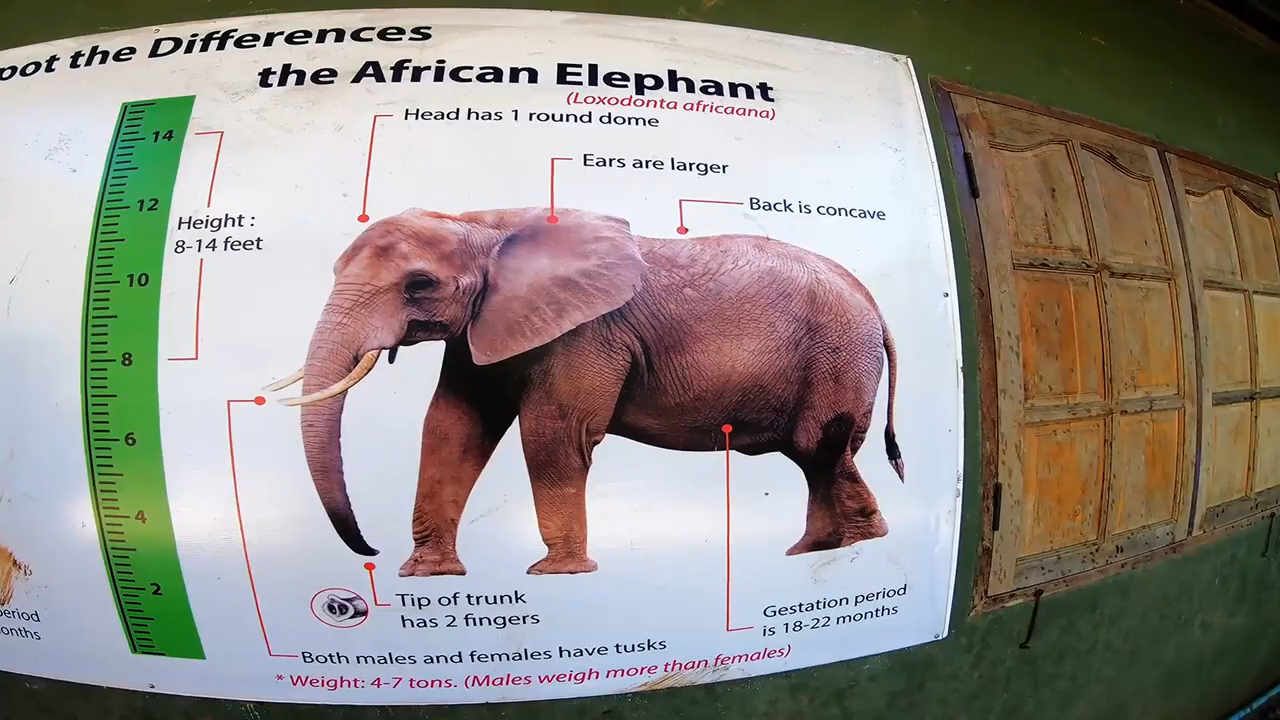 pot the Differences
the African Elephant
(Loxodonta africaana)
Head has 1 round dome
Ears are larger
Back is concave
14
12
10
8
6
4
2
Height :
8-14 feet
Tip of trunk
has 2 fingers
Gestation period
is 18-22 months
Both males and females have tusks
* Weight: 4-7 tons. (Males weigh more than females)
eriod
onths